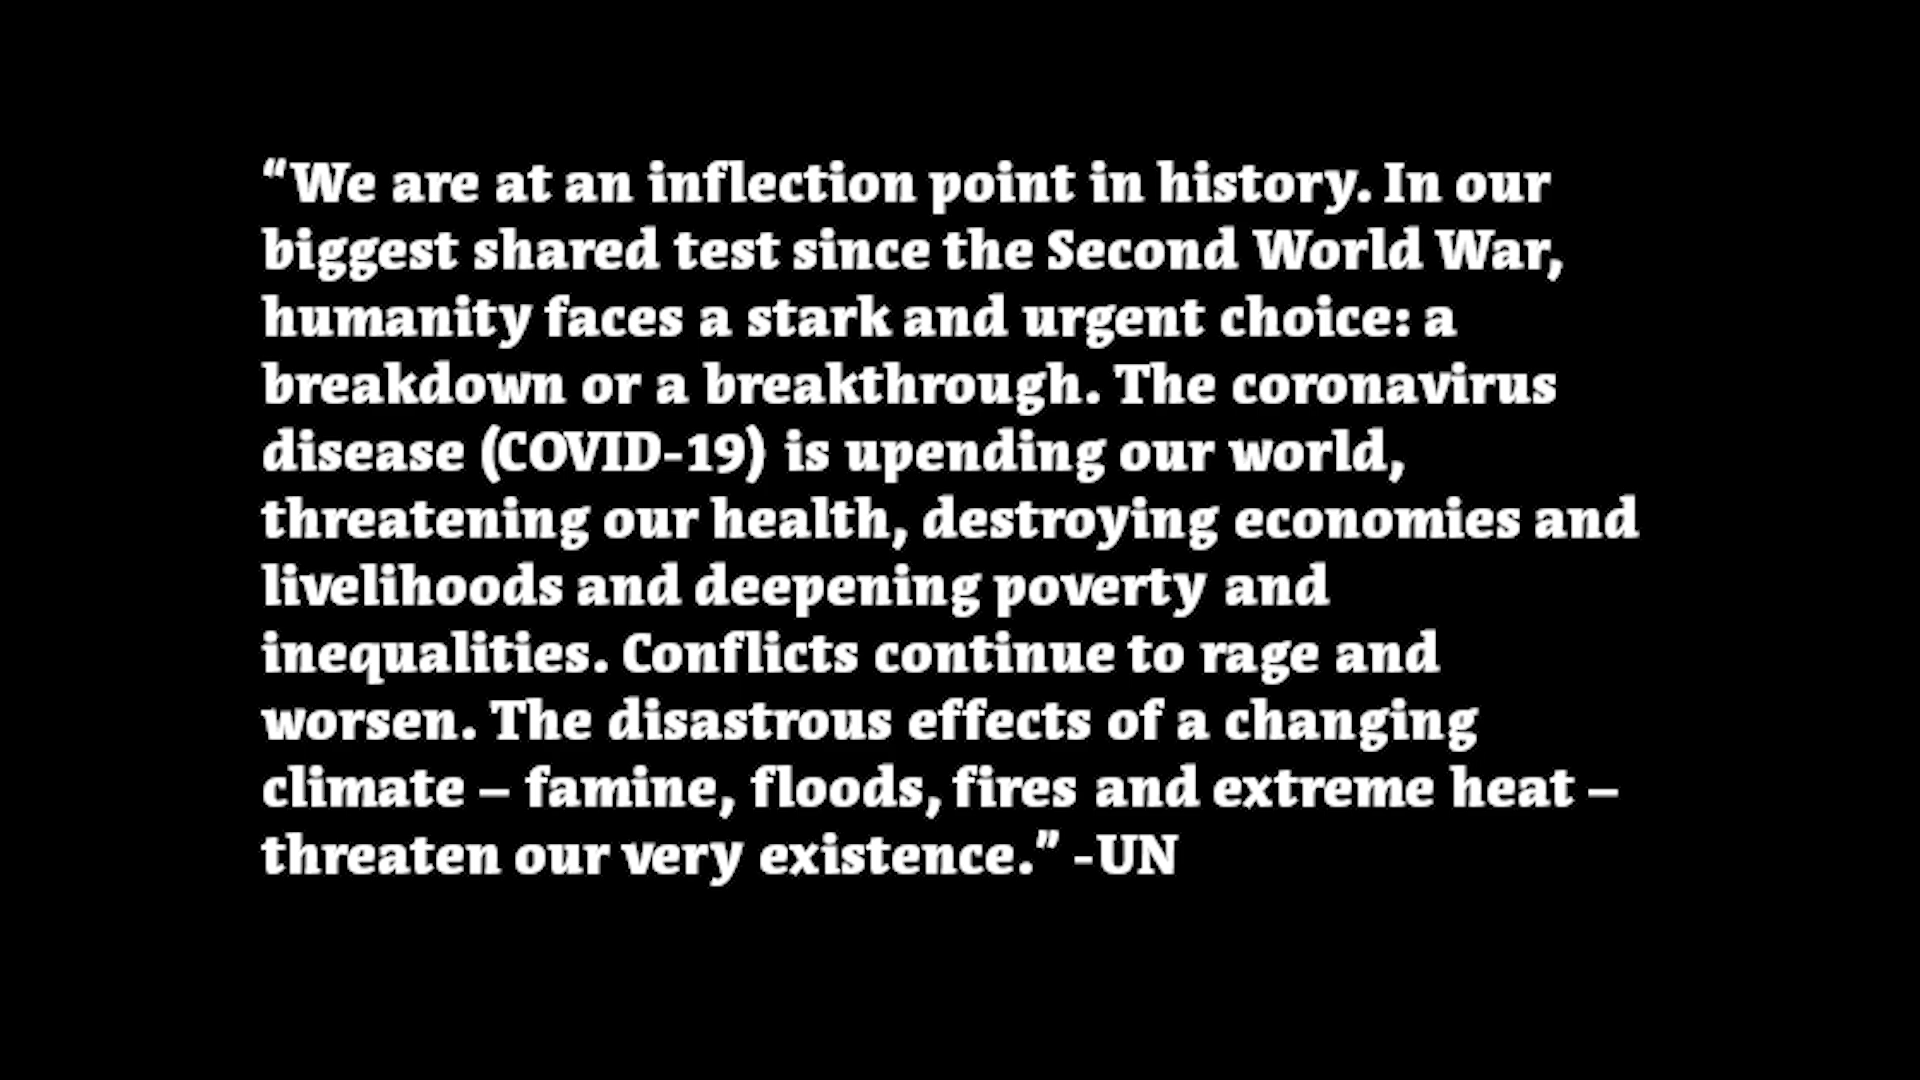 “We are at an inflection point in history. In our
biggest shared test since the Second World War,
humanity faces a stark and urgent choice: a
breakdown or a breakthrough. The coronavirus
disease (COVID-19) is upending our world,
threatening our health, destroying economies and
livelihoods and deepening poverty and
inequalities. Conflicts continue to rage and
worsen. The disastrous effects of a changing
climate – famine, floods, fires and extreme heat –
threaten our very existence.” -UN